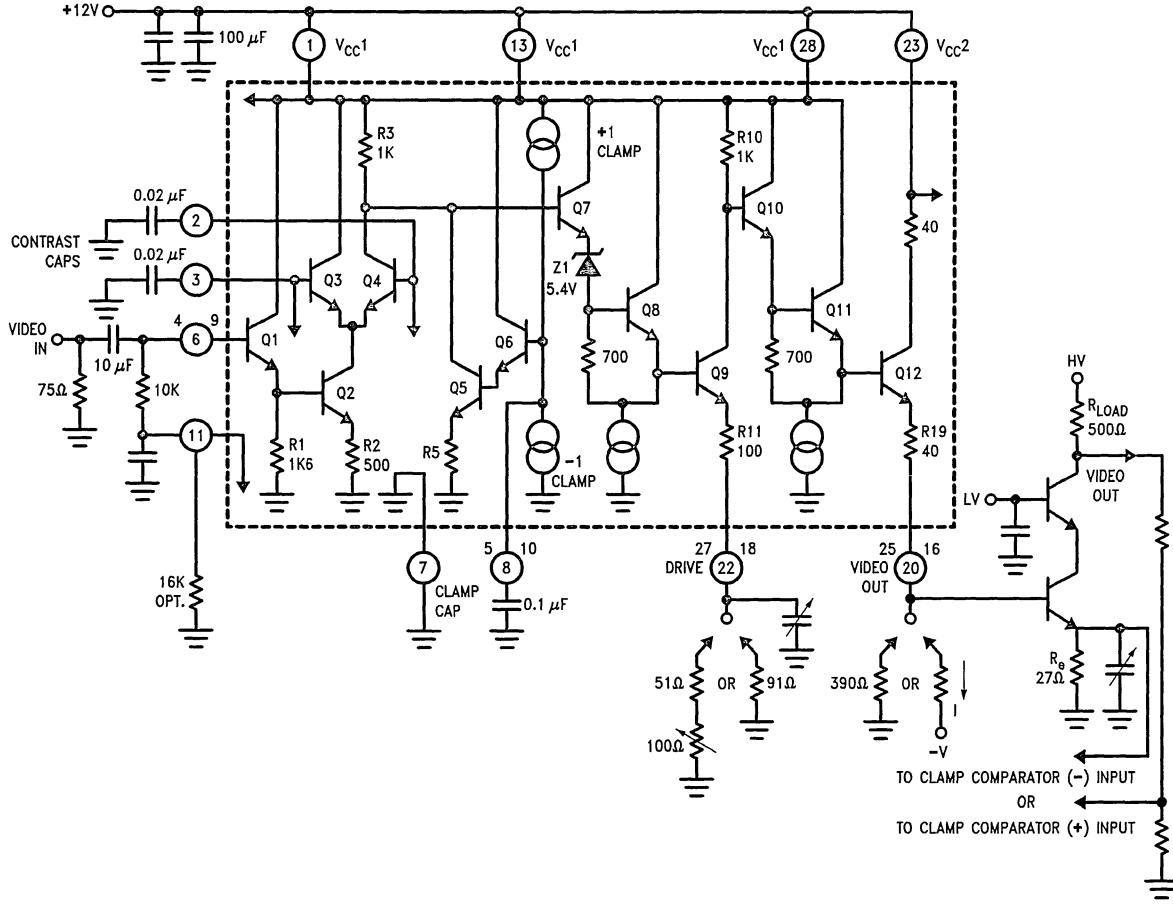 +12V
100 µF
1 VCC1
13 VCC1
VCC1 28
23 VCC2
R3
1K
+1
CLAMP
R10
1K
0.02 µF
2
CONTRAST
CAPS
0.02 µF
3
Q3
Q4
Q7
Z1
5.4V
Q10
40
VIDEO
IN
10 µF
4 9
6
Q1
Q2
Q5
Q6
Q8
700
Q9
700
Q11
Q12
75Ω
10K
11
R1
1K6
R2
500
R5
-1
CLAMP
R11
100
R19
40
HV
RLOAD
500Ω
VIDEO
OUT
LV
16K
OPT.
7
CLAMP
CAP
5 10
8
0.1 µF
27 18
DRIVE 22
25 16
VIDEO
OUT 20
51Ω OR 91Ω
100Ω
390Ω OR
I
-V
Re
27Ω
TO CLAMP COMPARATOR (-) INPUT
OR
TO CLAMP COMPARATOR (+) INPUT